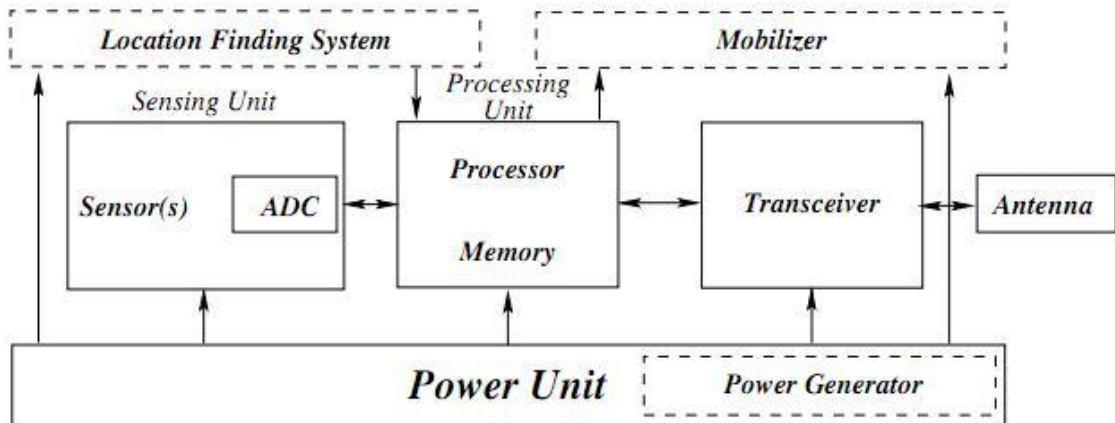 Location Finding System
Mobilizer
Sensing Unit
Processing
Unit
Sensor(s)
ADC
Processor
Memory
Transceiver
Antenna
Power Unit
Power Generator